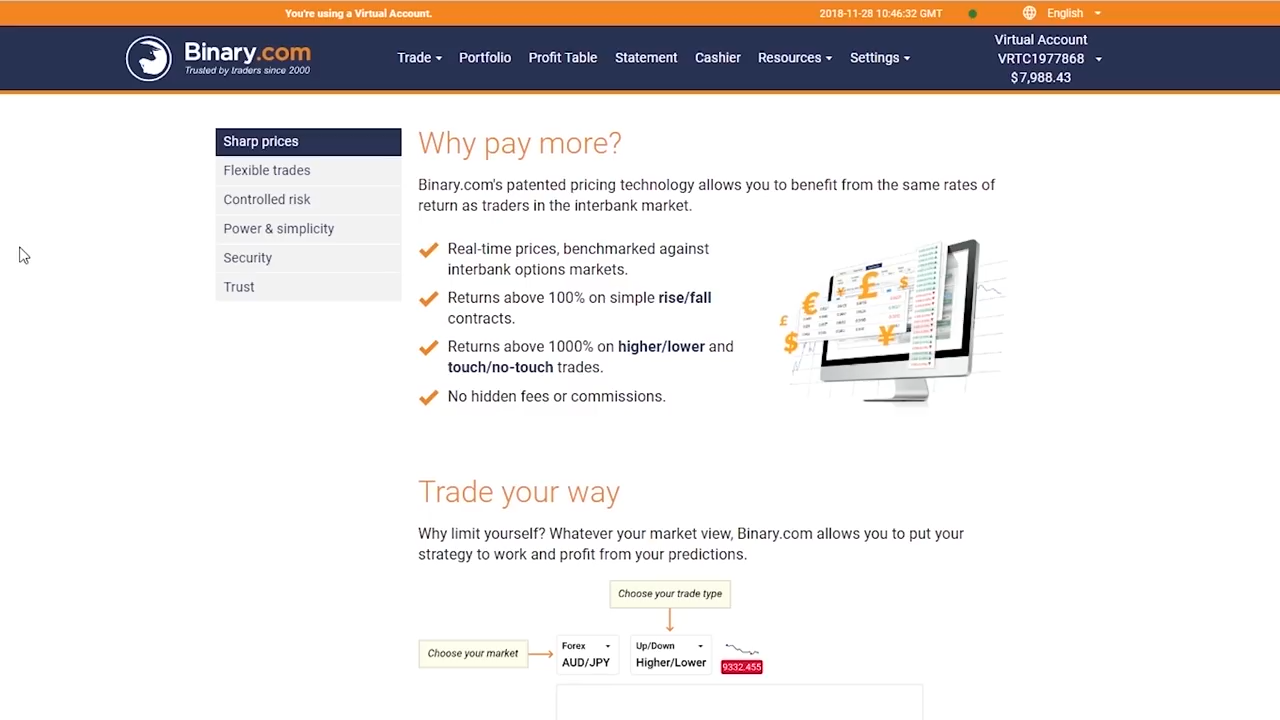 You're using a Virtual Account.
2018-11-28 10:46:32 GMT
English
Binary.com
Trusted by traders since 2000
Trade
Portfolio
Profit Table
Statement
Cashier
Resources
Settings
Virtual Account
VRTC1977868
$7,988.43
Sharp prices
Flexible trades
Controlled risk
Power & simplicity
Security
Trust
Why pay more?
Binary.com's patented pricing technology allows you to benefit from the same rates of
return as traders in the interbank market.
Real-time prices, benchmarked against
interbank options markets.
Returns above 100% on simple rise/fall
contracts.
Returns above 1000% on higher/lower and
touch/no-touch trades.
No hidden fees or commissions.
Trade your way
Why limit yourself? Whatever your market view, Binary.com allows you to put your
strategy to work and profit from your predictions.
Choose your trade type
Choose your market
Forex
AUD/JPY
Up/Down
Higher/Lower
9332.455